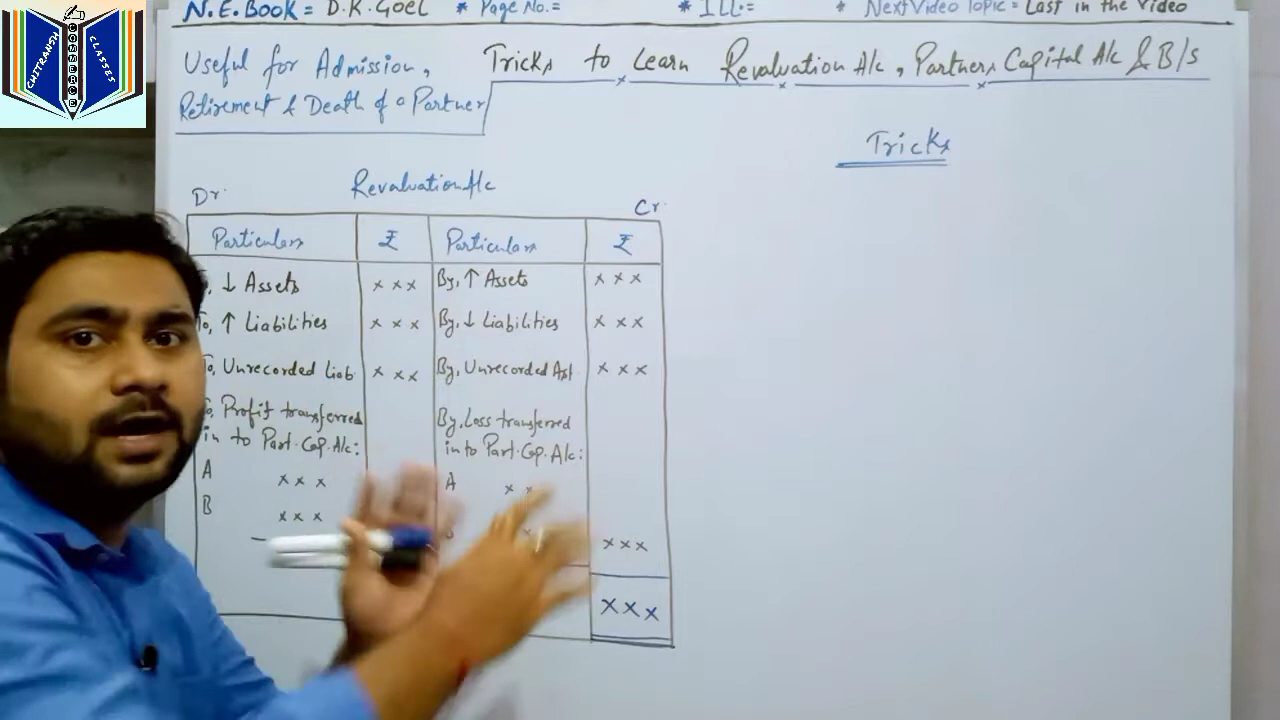 N.E.Book = D.K.Goel * Page No.= * ILL.= * Next Video Topic = Last in the Video
CHITRANSH COMMERCE CLASSES
Useful for Admission,
Retirement & Death of a Partner
Tricks to Learn Revaluation A/c, Partners Capital A/c & B/s
Tricks
Dr. Revaluation A/c Cr.
Particulars ₹ Particulars ₹
↓ Assets x x x By, ↑ Assets x x x
To, ↑ Liabilities x x x By, ↓ Liabilities x x x
To, Unrecorded Liab. x x x By, Unrecorded Ast. x x x
To, Profit transferred By, Loss transferred
in to Part. Cap. A/c: in to Part. Cap. A/c:
A x x x A x x
B x x x x x x x
x x x